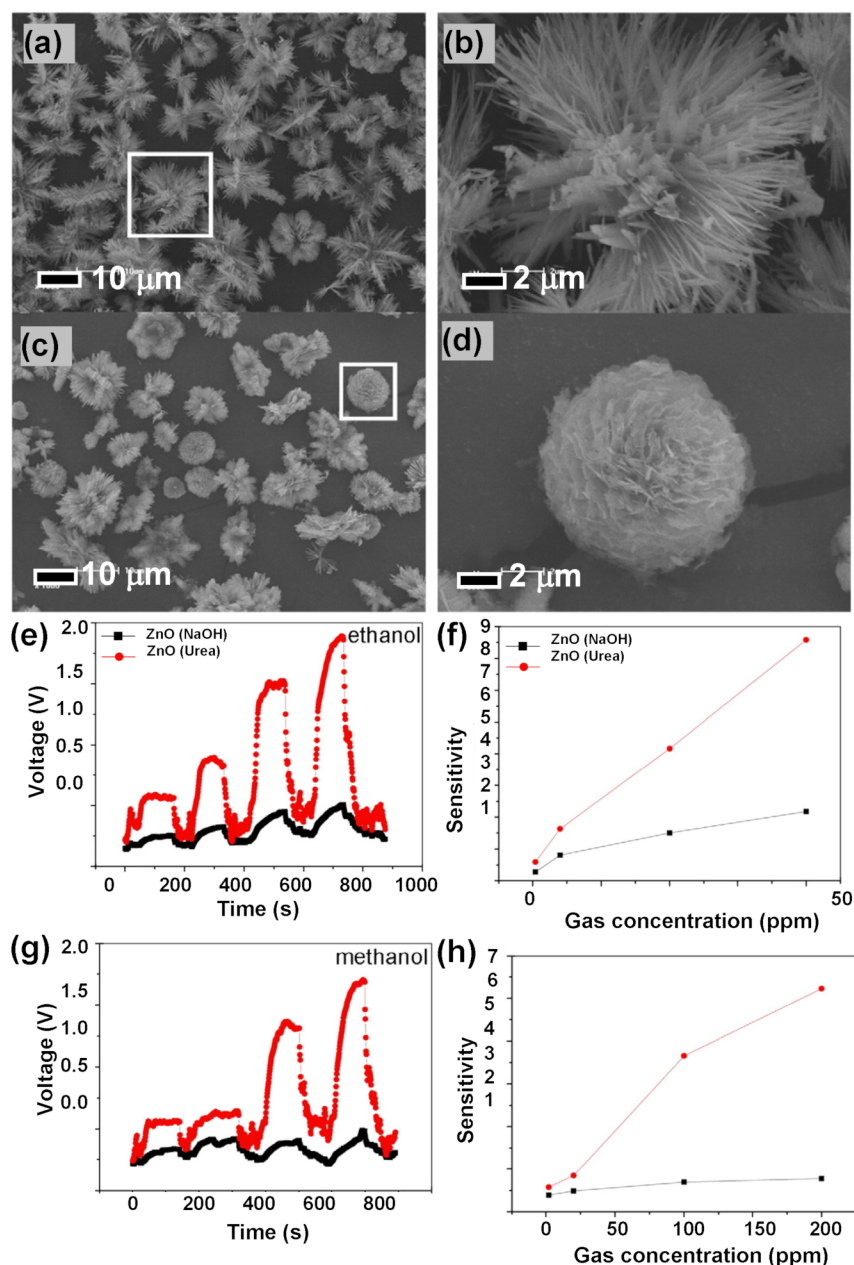 (a)
10 μm
(b)
2 μm
(c)
10 μm
(d)
2 μm
(e)
2.0
1.5
1.0
0.5
0.0
Voltage (V)
ZnO (NaOH)
ZnO (Urea)
ethanol
0 200 400 600 800 1000
Time (s)
(f)
9
8
7
6
5
4
3
2
1
Sensitivity
ZnO (NaOH)
ZnO (Urea)
0 50
Gas concentration (ppm)
(g)
2.0
1.5
1.0
0.5
0.0
Voltage (V)
methanol
0 200 400 600 800
Time (s)
(h)
7
6
5
4
3
2
1
Sensitivity
0 50 100 150 200
Gas concentration (ppm)